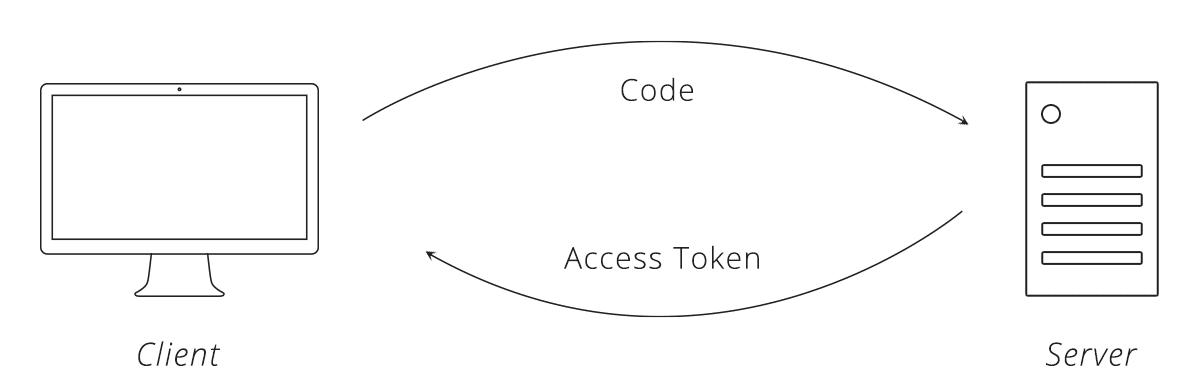 Code
Access Token
Client
Server